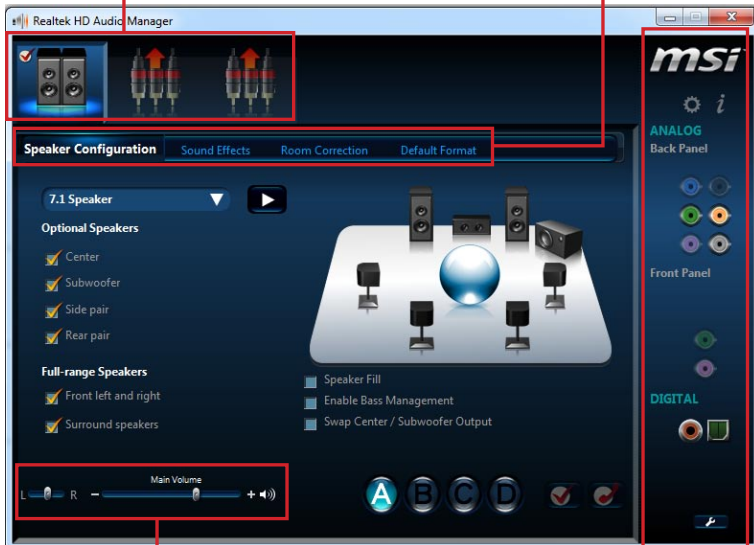 Realtek HD Audio Manager
msi
i
ANALOG
Back Panel
Speaker Configuration Sound Effects Room Correction Default Format
7.1 Speaker
Optional Speakers
Center
Subwoofer
Side pair
Rear pair
Front Panel
Full-range Speakers
Front left and right
Surround speakers
Speaker Fill
Enable Bass Management
Swap Center / Subwoofer Output
DIGITAL
Main Volume
L R - +
A B C D